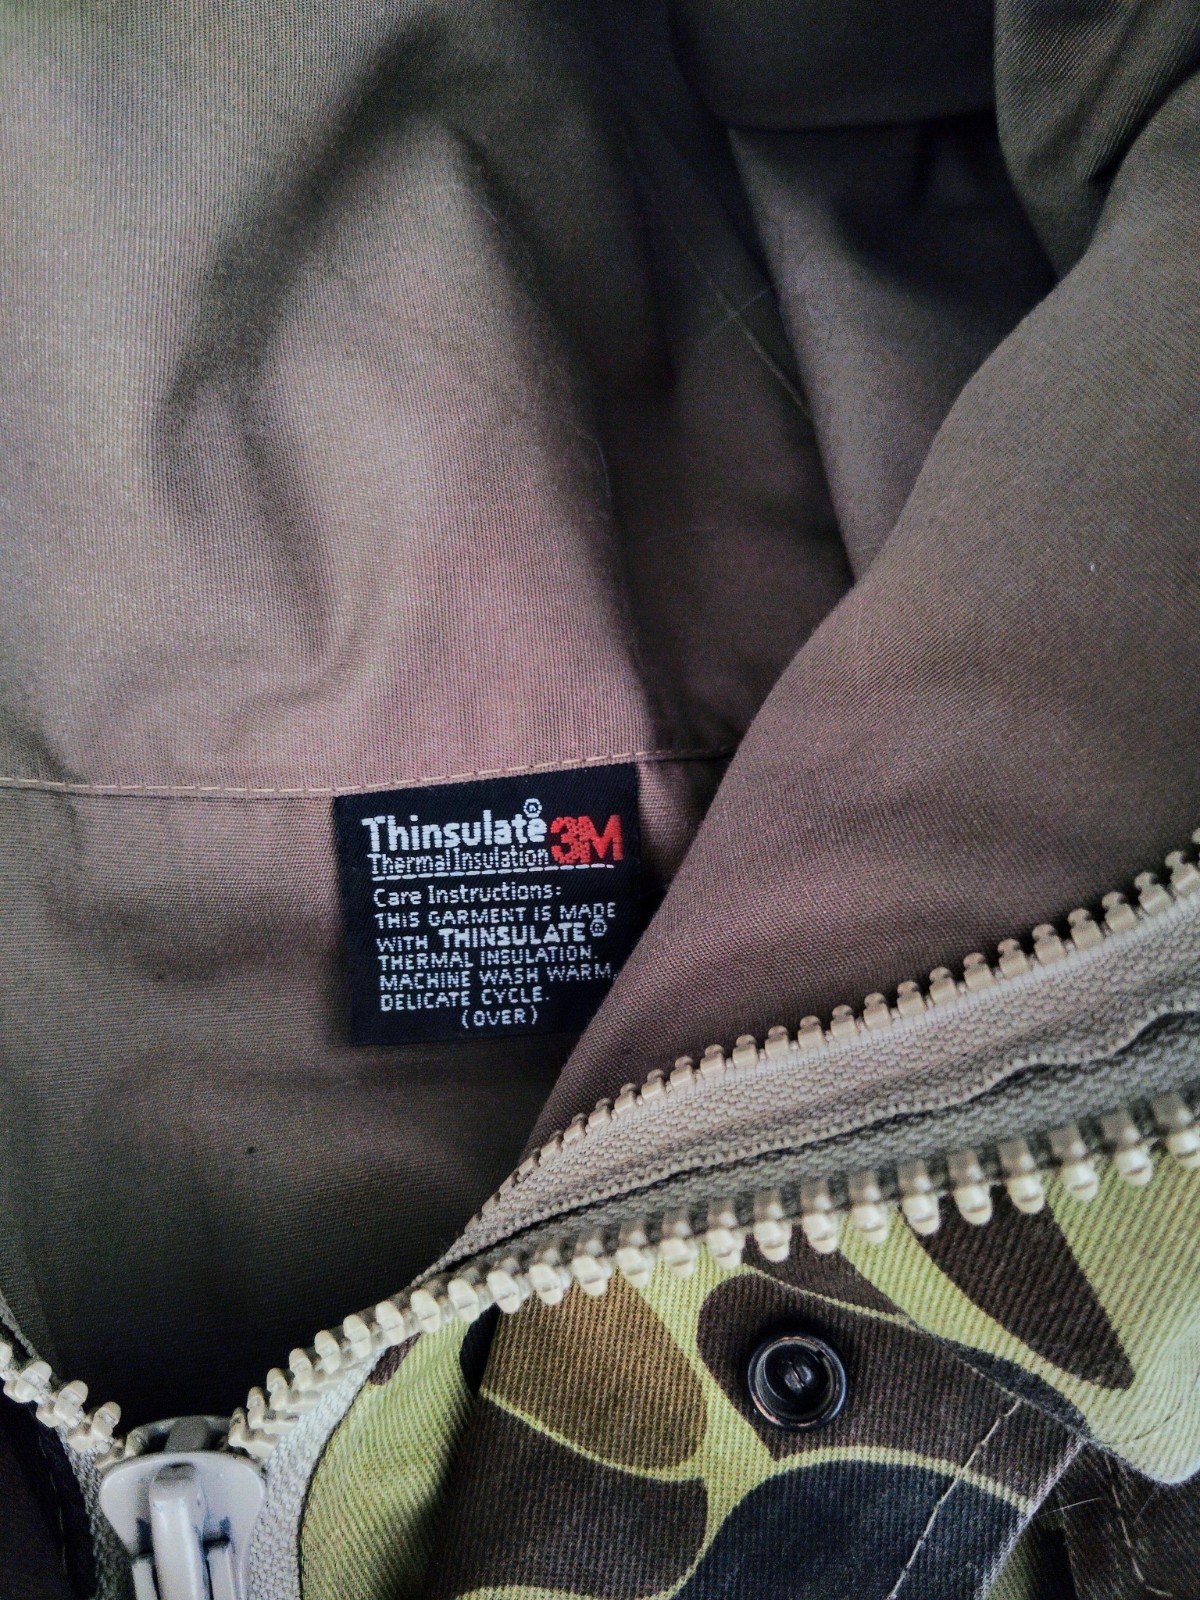 Thinsulate® 3M
Thermal Insulation
Care Instructions:
THIS GARMENT IS MADE
WITH THINSULATE®
THERMAL INSULATION.
MACHINE WASH WARM,
DELICATE CYCLE.
(OVER)